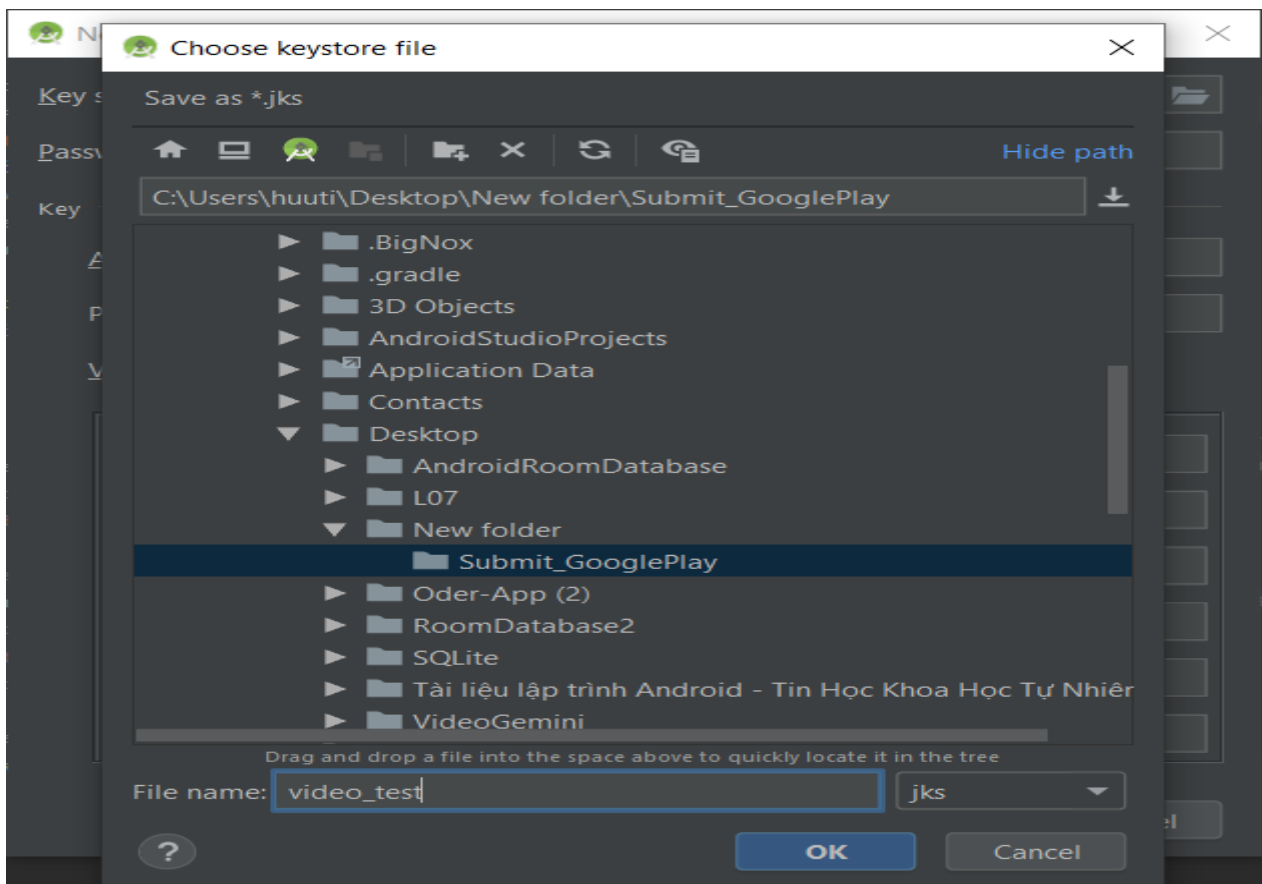 N
Choose keystore file
Key s
Save as *.jks
Passw
Hide path
C:\Users\huuti\Desktop\New folder\Submit_GooglePlay
Key
.BigNox
.gradle
3D Objects
AndroidStudioProjects
Application Data
Contacts
Desktop
AndroidRoomDatabase
L07
New folder
Submit_GooglePlay
Oder-App (2)
RoomDatabase2
SQLite
Tài liệu lập trình Android - Tin Học Khoa Học Tự Nhiên
VideoGemini
Drag and drop a file into the space above to quickly locate it in the tree
File name: video_test jks
? OK Cancel